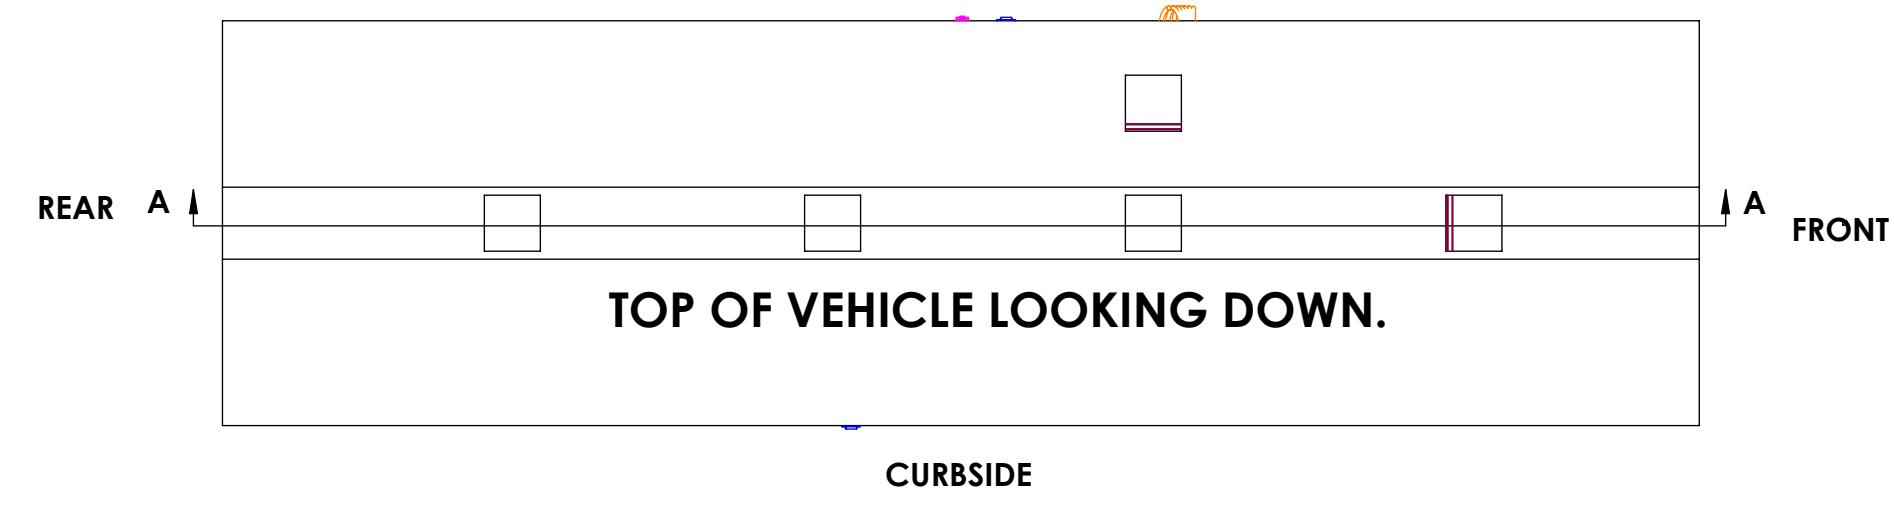 REAR
A
A
FRONT
TOP OF VEHICLE LOOKING DOWN.
CURBSIDE